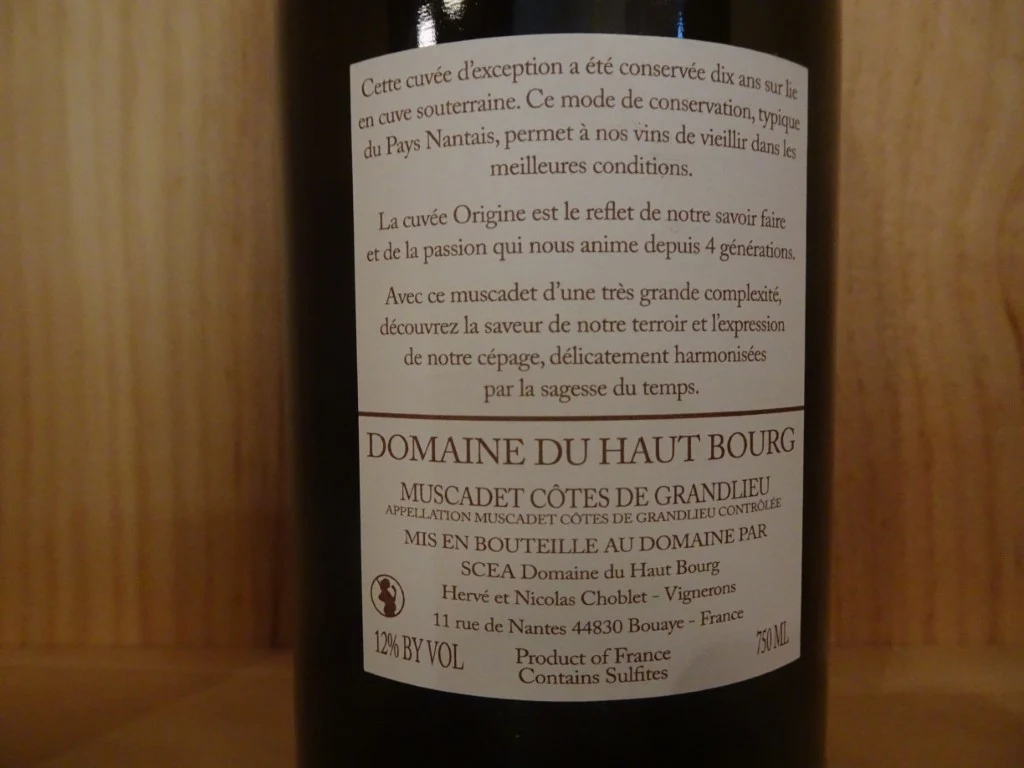 Cette cuvée d'exception a été conservée dix ans sur lie
en cuve souterraine. Ce mode de conservation, typique
du Pays Nantais, permet à nos vins de vieillir dans les
meilleures conditions.
La cuvée Origine est le reflet de notre savoir faire
et de la passion qui nous anime depuis 4 générations.
Avec ce muscadet d'une très grande complexité,
découvrez la saveur de notre terroir et l'expression
de notre cépage, délicatement harmonisées
par la sagesse du temps.
DOMAINE DU HAUT BOURG
MUSCADET CÔTES DE GRANDLIEU
APPELLATION MUSCADET CÔTES DE GRANDLIEU CONTRÔLÉE
MIS EN BOUTEILLE AU DOMAINE PAR
SCEA Domaine du Haut Bourg
Hervé et Nicolas Choblet - Vignerons
11 rue de Nantes 44830 Bouaye - France
12% BY VOL
Product of France
Contains Sulfites
750 ML